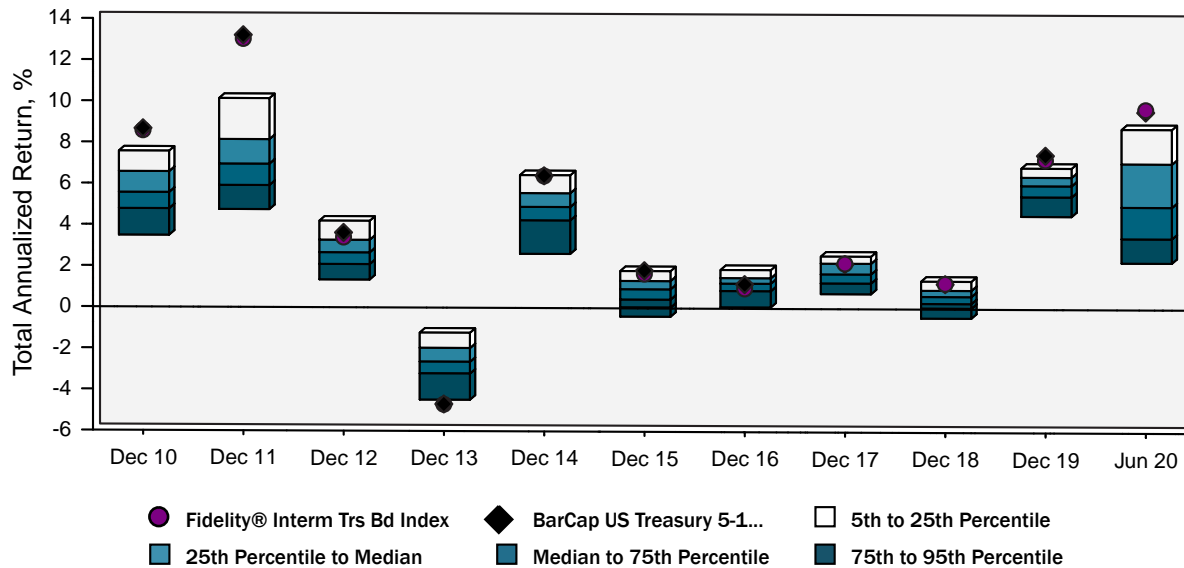 Total Annualized Return, %
14
12
10
8
6
4
2
0
-2
-4
-6
Dec 10 Dec 11 Dec 12 Dec 13 Dec 14 Dec 15 Dec 16 Dec 17 Dec 18 Dec 19 Jun 20
Fidelity® Interm Trs Bd Index BarCap US Treasury 5-1... 5th to 25th Percentile
25th Percentile to Median Median to 75th Percentile 75th to 95th Percentile